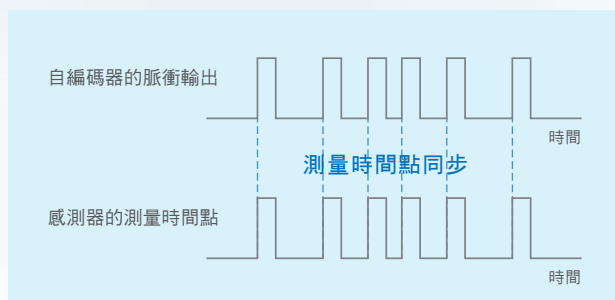 自編碼器的脈衝輸出
時間
測量時間點同步
感測器的測量時間點
時間